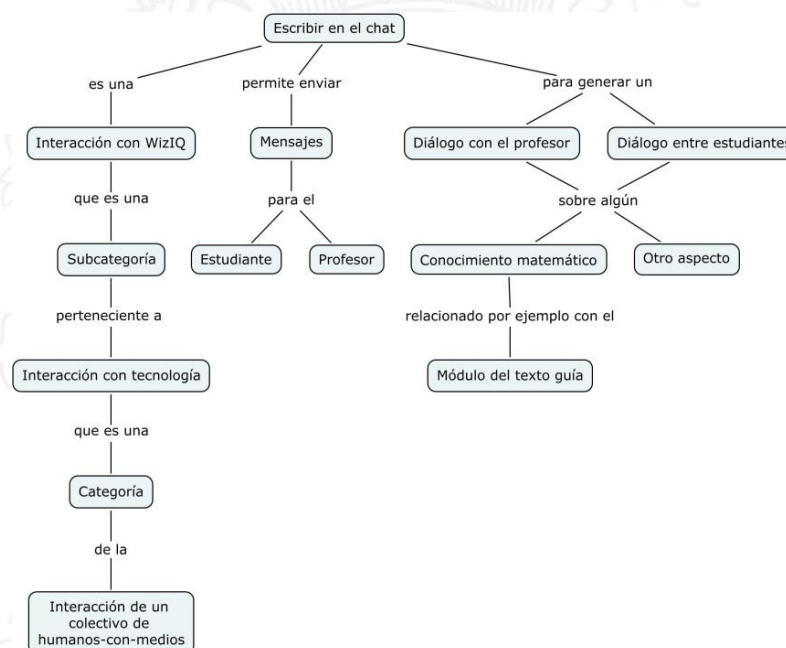 Escribir en el chat
es una
permite enviar
para generar un
Interacción con WizIQ
Mensajes
Diálogo con el profesor
Diálogo entre estudiantes
que es una
para el
sobre algún
Subcategoría
Estudiante
Profesor
Conocimiento matemático
Otro aspecto
perteneciente a
relacionado por ejemplo con el
Interacción con tecnología
Módulo del texto guía
que es una
Categoría
de la
Interacción de un
colectivo de
humanos-con-medios